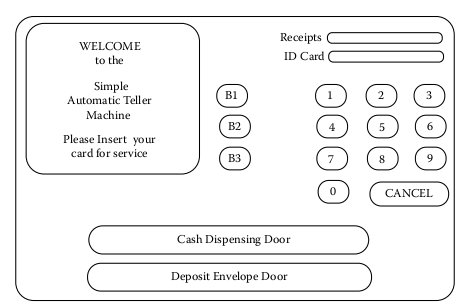 WELCOME
to the
Simple
Automatic Teller
Machine
Please Insert your
card for service
Receipts
ID Card
B1
1
2
3
B2
4
5
6
B3
7
8
9
0
CANCEL
Cash Dispensing Door
Deposit Envelope Door